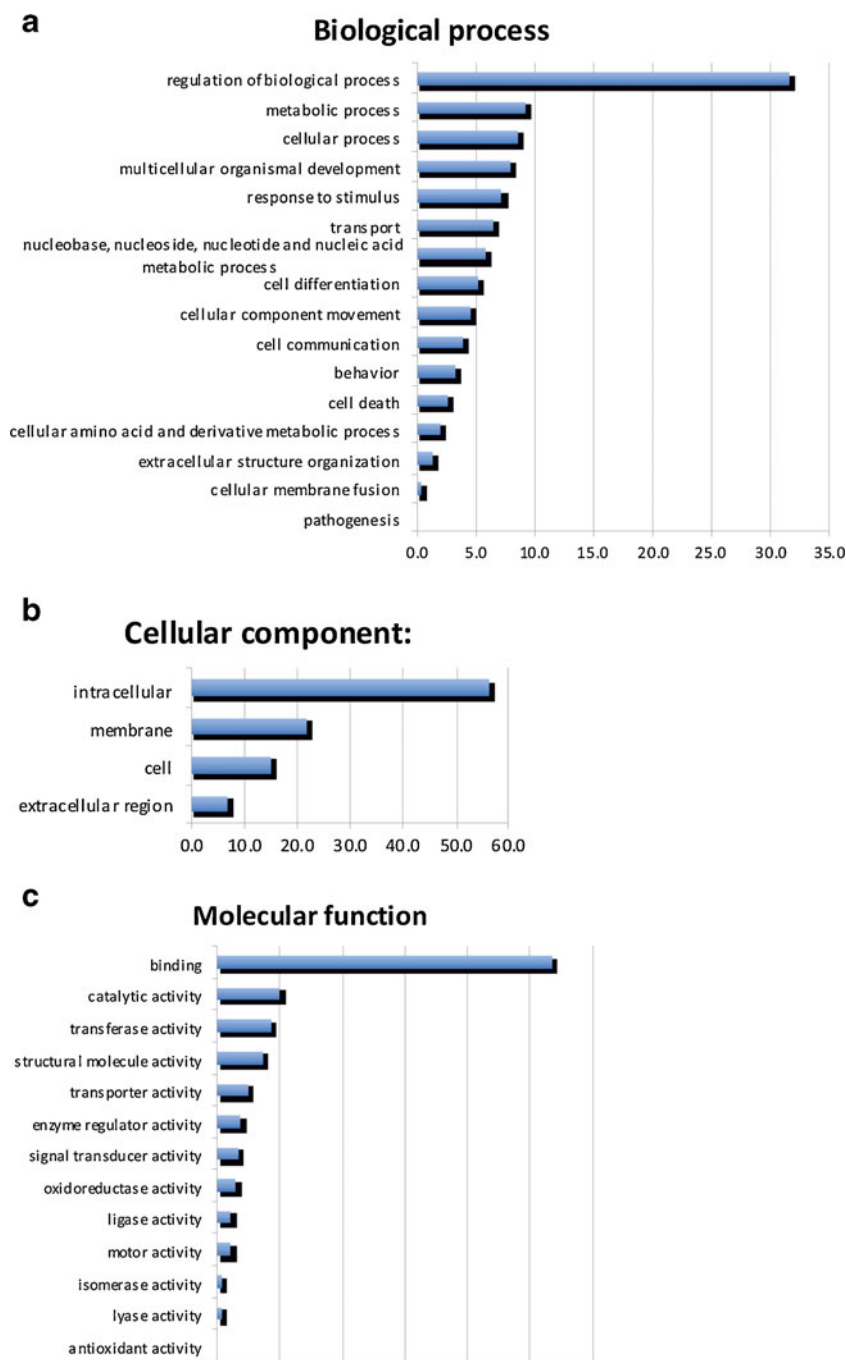 a
Biological process
regulation of biological process
metabolic process
cellular process
multicellular organismal development
response to stimulus
transport
nucleobase, nucleoside, nucleotide and nucleic acid
metabolic process
cell differentiation
cellular component movement
cell communication
behavior
cell death
cellular amino acid and derivative metabolic process
extracellular structure organization
cellular membrane fusion
pathogenesis
0.0 5.0 10.0 15.0 20.0 25.0 30.0 35.0
b
Cellular component:
intracellular
membrane
cell
extracellular region
0.0 10.0 20.0 30.0 40.0 50.0 60.0
c
Molecular function
binding
catalytic activity
transferase activity
structural molecule activity
transporter activity
enzyme regulator activity
signal transducer activity
oxidoreductase activity
ligase activity
motor activity
isomerase activity
lyase activity
antioxidant activity